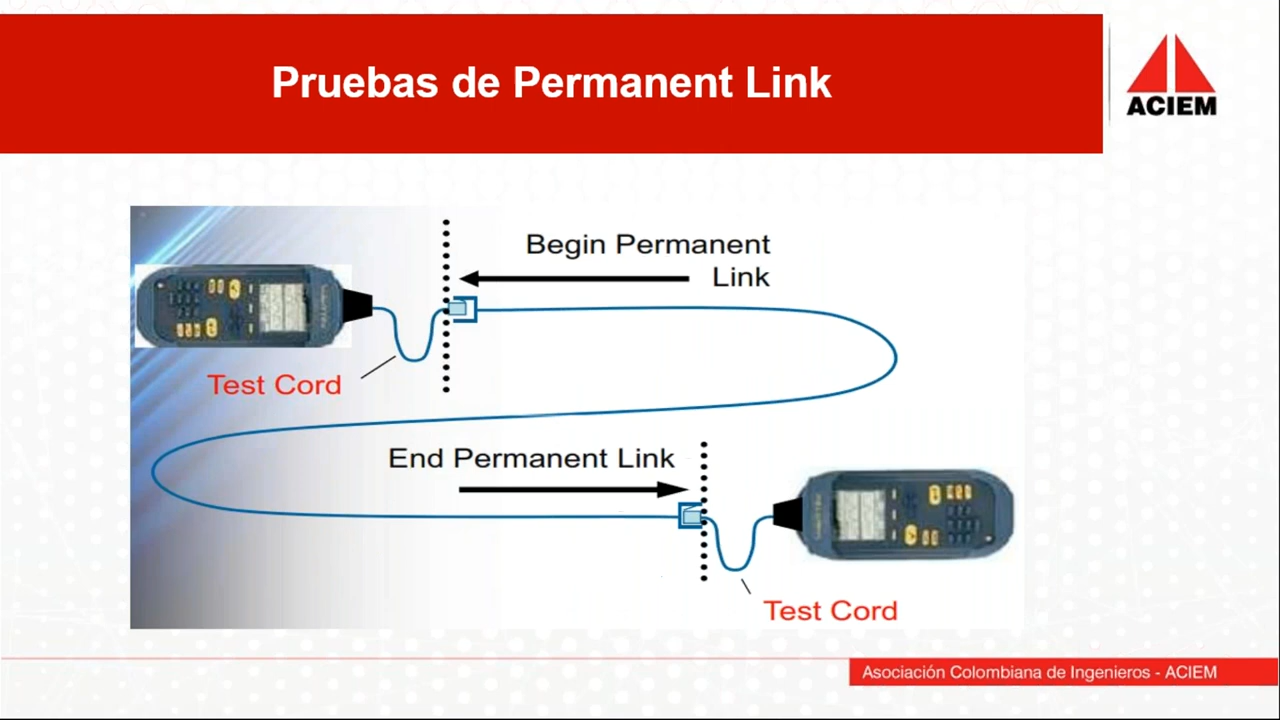 Pruebas de Permanent Link
ACIEM
Begin Permanent
Link
Test Cord
End Permanent Link
Test Cord
Asociación Colombiana de Ingenieros - ACIEM